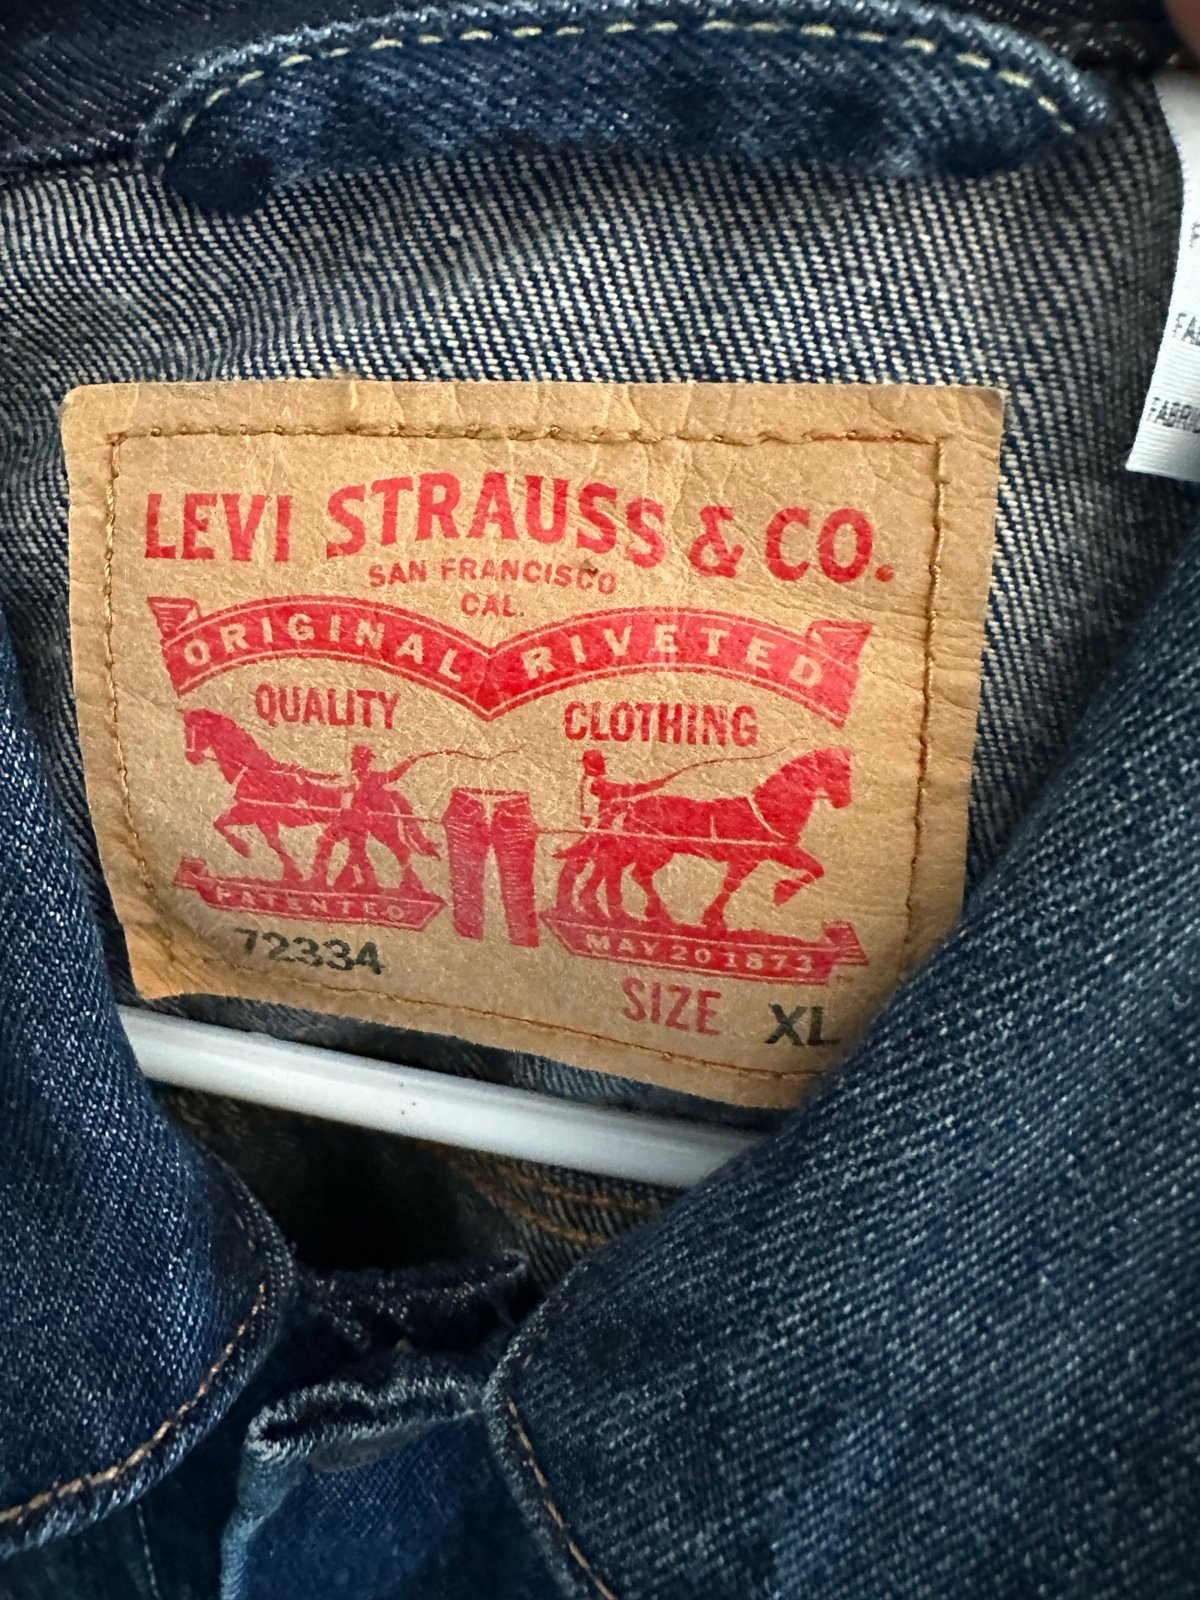 LEVI STRAUSS & CO.
SAN FRANCISCO
CAL.
ORIGINAL RIVETED
QUALITY CLOTHING
PATENTED
MAY 20 1873
72334
SIZE XL